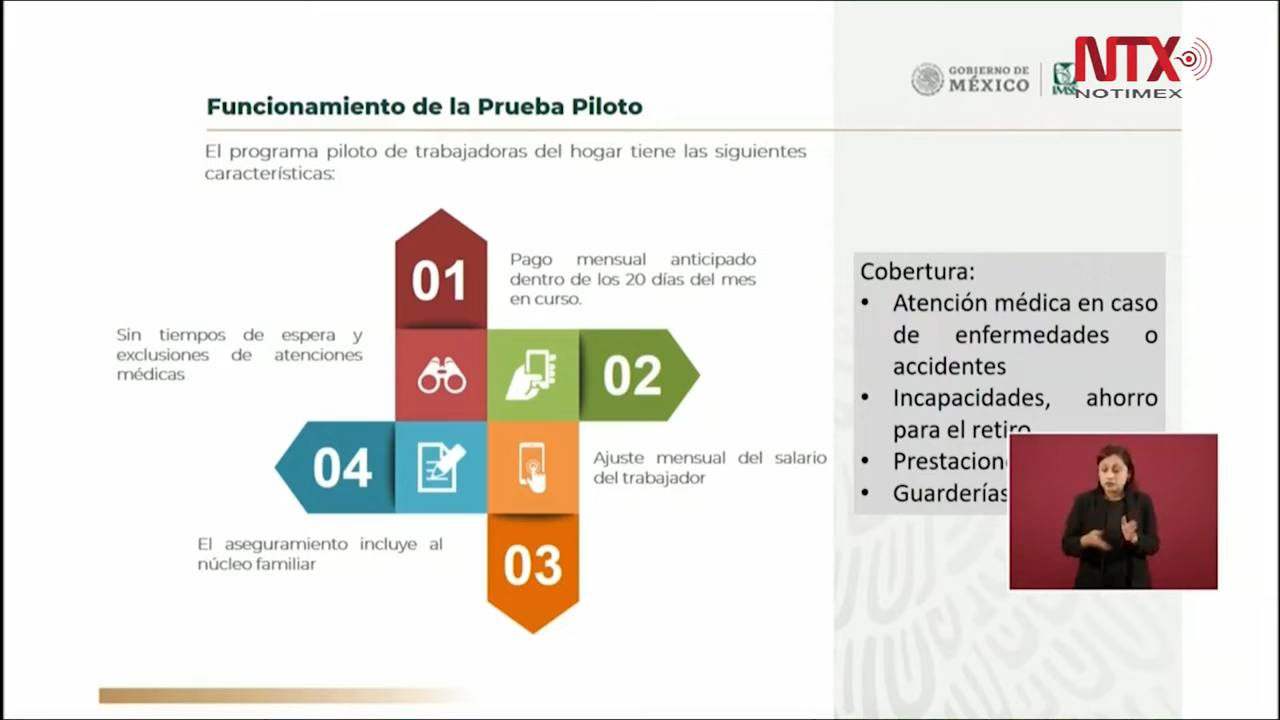 NTX
NOTIMEX
GOBIERNO DE
MÉXICO
IMSS
Funcionamiento de la Prueba Piloto
El programa piloto de trabajadoras del hogar tiene las siguientes
características:
01
Pago mensual anticipado
dentro de los 20 días del mes
en curso.
Sin tiempos de espera y
exclusiones de atenciones
médicas
02
04
Ajuste mensual del salario
del trabajador
El aseguramiento incluye al
núcleo familiar
03
Cobertura:
• Atención médica en caso
de enfermedades o
accidentes
• Incapacidades, ahorro
para el retiro
• Prestacion
• Guarderías